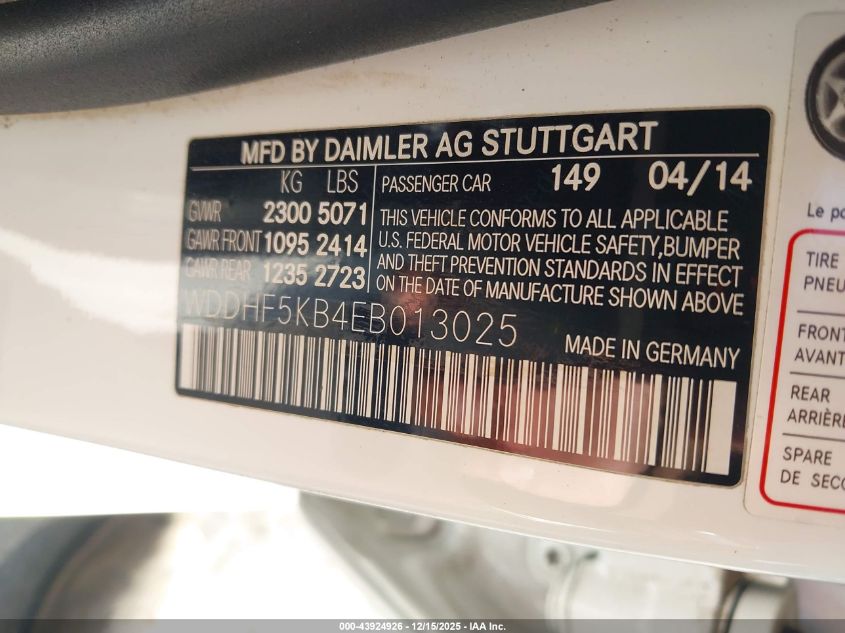 MFD BY DAIMLER AG STUTTGART
KG LBS
GVWR 2300 5071
GAWR FRONT 1095 2414
GAWR REAR 1235 2723
PASSENGER CAR 149 04/14
THIS VEHICLE CONFORMS TO ALL APPLICABLE
U.S. FEDERAL MOTOR VEHICLE SAFETY,BUMPER
AND THEFT PREVENTION STANDARDS IN EFFECT
ON THE DATE OF MANUFACTURE SHOWN ABOVE
WDDHF5KB4EB013025
MADE IN GERMANY
Le po
TIRE
PNEU
FRONT
AVANT
REAR
ARRIÈRE
SPARE
DE SECO
000-43924926 - 12/15/2025 - IAA Inc.